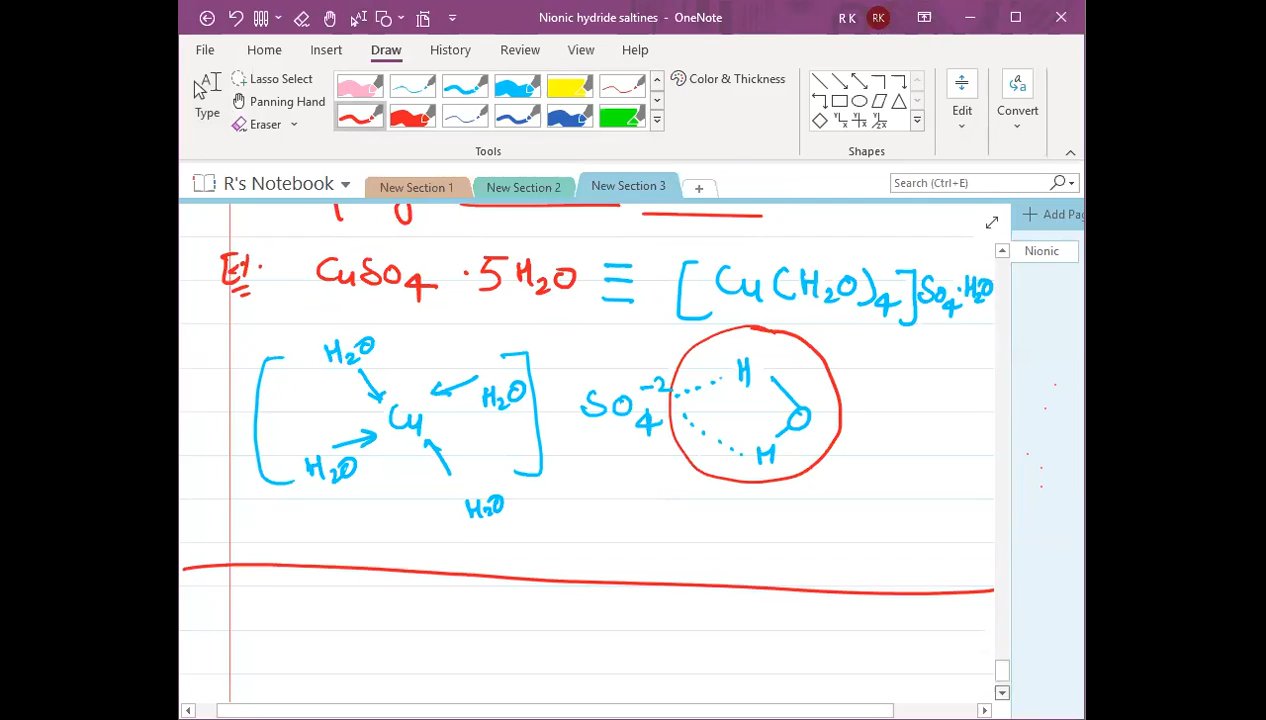 Nionic hydride saltines - OneNote
R K
RK
File Home Insert Draw History Review View Help
Type
Lasso Select
Panning Hand
Eraser
Color & Thickness
Edit
Convert
Tools
Shapes
R's Notebook
New Section 1
New Section 2
New Section 3
Search (Ctrl+E)
Add Pag
Nionic
Ex. CuSO4 · 5H2O ≡ [Cu(H2O)4]SO4·H2O
H2O
H2O
Cu
H2O
H2O
SO4-2
H
O
H